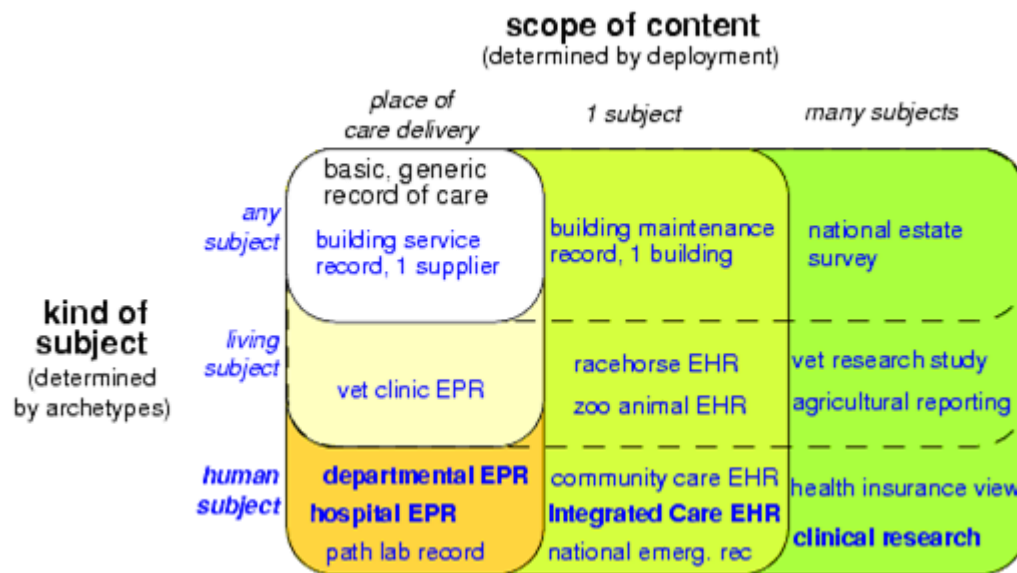 scope of content
(determined by deployment)
place of
care delivery
1 subject
many subjects
basic, generic
record of care
any
subject
building service
record, 1 supplier
building maintenance
record, 1 building
national estate
survey
kind of
subject
(determined
by archetypes)
living
subject
vet clinic EPR
racehorse EHR
zoo animal EHR
vet research study
agricultural reporting
human
subject
departmental EPR
hospital EPR
path lab record
community care EHR
Integrated Care EHR
national emerg. rec
health insurance view
clinical research